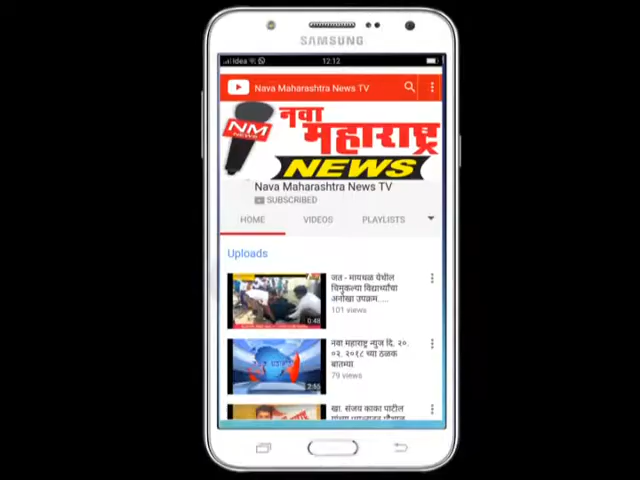 SAMSUNG
Idea
12:12
Nava Maharashtra News TV
NM
NEWS
नवा
महाराष्ट्र
NEWS
Nava Maharashtra News TV
SUBSCRIBED
HOME VIDEOS PLAYLISTS
Uploads
जत - मायथळ येथील
चिमुकल्या विद्यार्थ्यांचा
अनोखा उपक्रम....
101 views
0:48
नवा महाराष्ट्र न्युज दि. २०.
०२. २०१८ च्या ठळक
बातम्या
79 views
2:55
खा. संजय काका पाटील